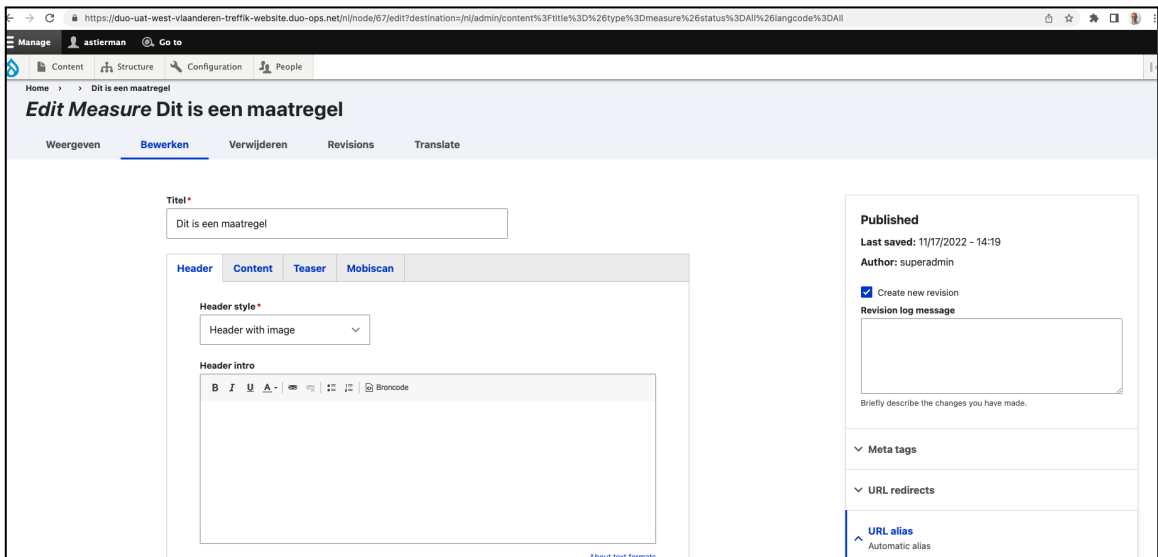 https://duo-uat-west-vlaanderen-treffik-website.duo-ops.net/nl/node/67/edit?destination=/nl/admin/content%3Ftitle%3D%26type%3Dmeasure%26status%3DAll%26langcode%3DAll
Manage astierman Go to
Content Structure Configuration People
Home › › Dit is een maatregel
Edit Measure Dit is een maatregel
Weergeven Bewerken Verwijderen Revisions Translate
Titel*
Dit is een maatregel
Header Content Teaser Mobiscan
Header style*
Header with image
Header intro
B I U A Broncode
About text formats
Published
Last saved: 11/17/2022 - 14:19
Author: superadmin
Create new revision
Revision log message
Briefly describe the changes you have made.
Meta tags
URL redirects
URL alias
Automatic alias